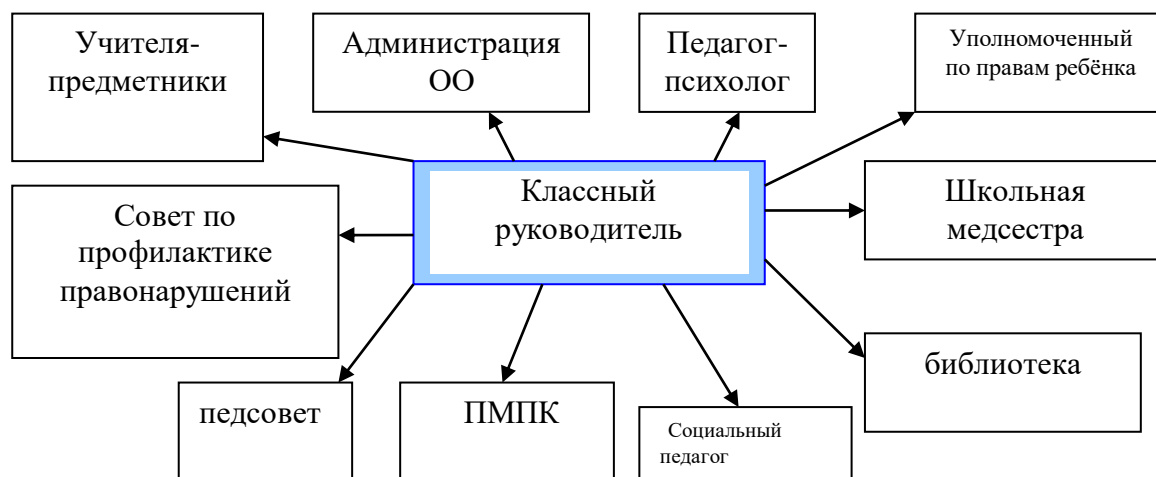 Учителя-
предметники
Администрация
ОО
Педагог-
психолог
Уполномоченный
по правам ребёнка
Классный
руководитель
Школьная
медсестра
Совет по
профилактике
правонарушений
библиотека
педсовет
ПМПК
Социальный
педагог